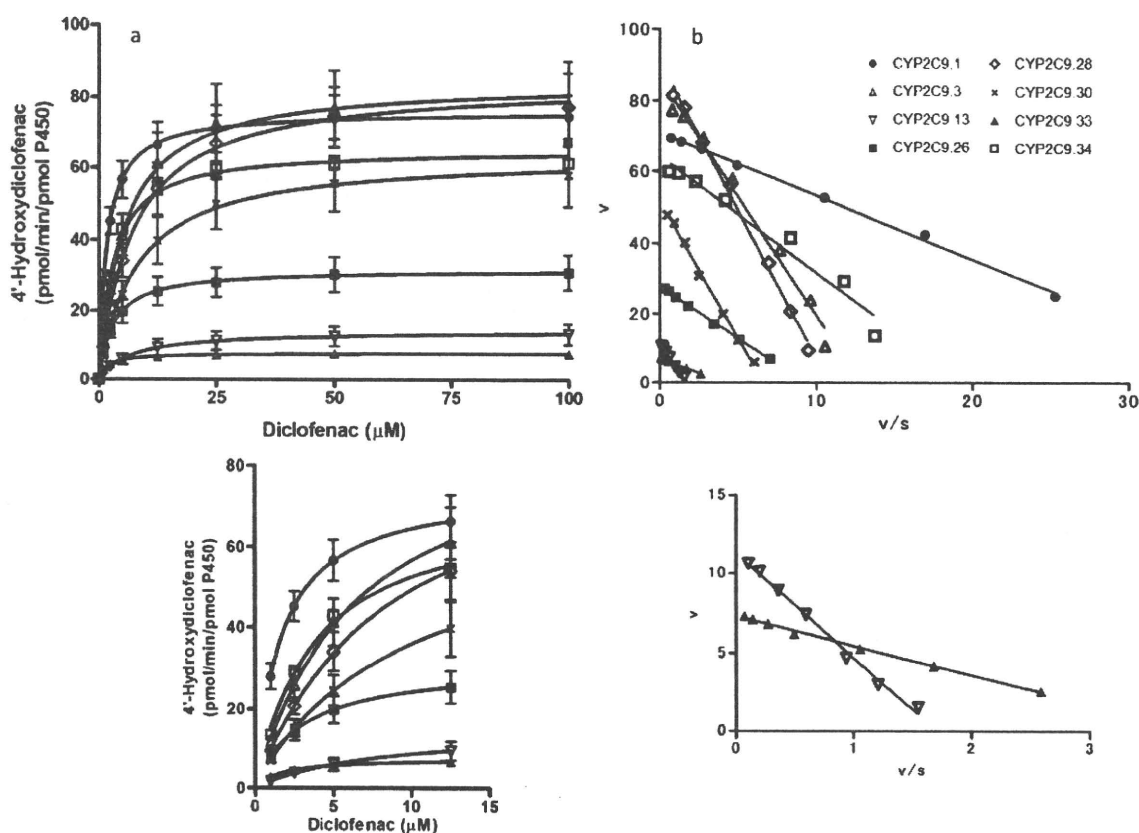 a
100
80
60
40
20
0
4'-Hydroxydiclofenac
(pmol/min/pmol P450)
0 25 50 75 100
Diclofenac (μM)
b
CYP2C9.1 CYP2C9.28
CYP2C9.3 CYP2C9.30
CYP2C9.13 CYP2C9.33
CYP2C9.26 CYP2C9.34
100
80
60
40
20
0
v
0 10 20 30
v/s
80
60
40
20
0
4'-Hydroxydiclofenac
(pmol/min/pmol P450)
0 5 10 15
Diclofenac (μM)
15
10
5
0
v
0 1 2 3
v/s